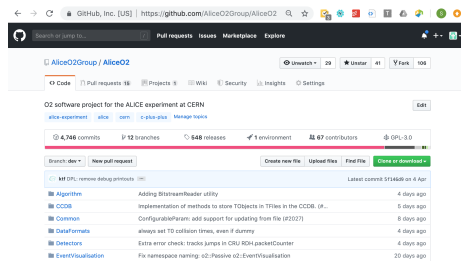 GitHub, Inc. [US] | https://github.com/AliceO2Group/AliceO2
Search or jump to... / Pull requests Issues Marketplace Explore
AliceO2Group / AliceO2 Unwatch 29 Unstar 41 Fork 106
Code Pull requests 15 Projects 1 Wiki Security Insights Settings
O2 software project for the ALICE experiment at CERN Edit
alice-experiment alice cern c-plus-plus Manage topics
4,746 commits 12 branches 548 releases 1 environment 67 contributors GPL-3.0
Branch: dev New pull request Create new file Upload files Find File Clone or download
ktf DPL: remove debug printouts Latest commit 5f146d9 on 4 Apr
Algorithm Adding BitstreamReader utility 4 days ago
CCDB Implementation of methods to store TObjects in TFiles in the CCDB. (#... 5 days ago
Common ConfigurableParam: add support for updating from file (#2027) 8 days ago
DataFormats always set T0 collision times, even if dummy 4 days ago
Detectors Extra error check: tracks jumps in CRU RDH.packetCounter 4 days ago
EventVisualisation Fix namespace naming: o2::Passive o2::EventVisualisation 20 days ago